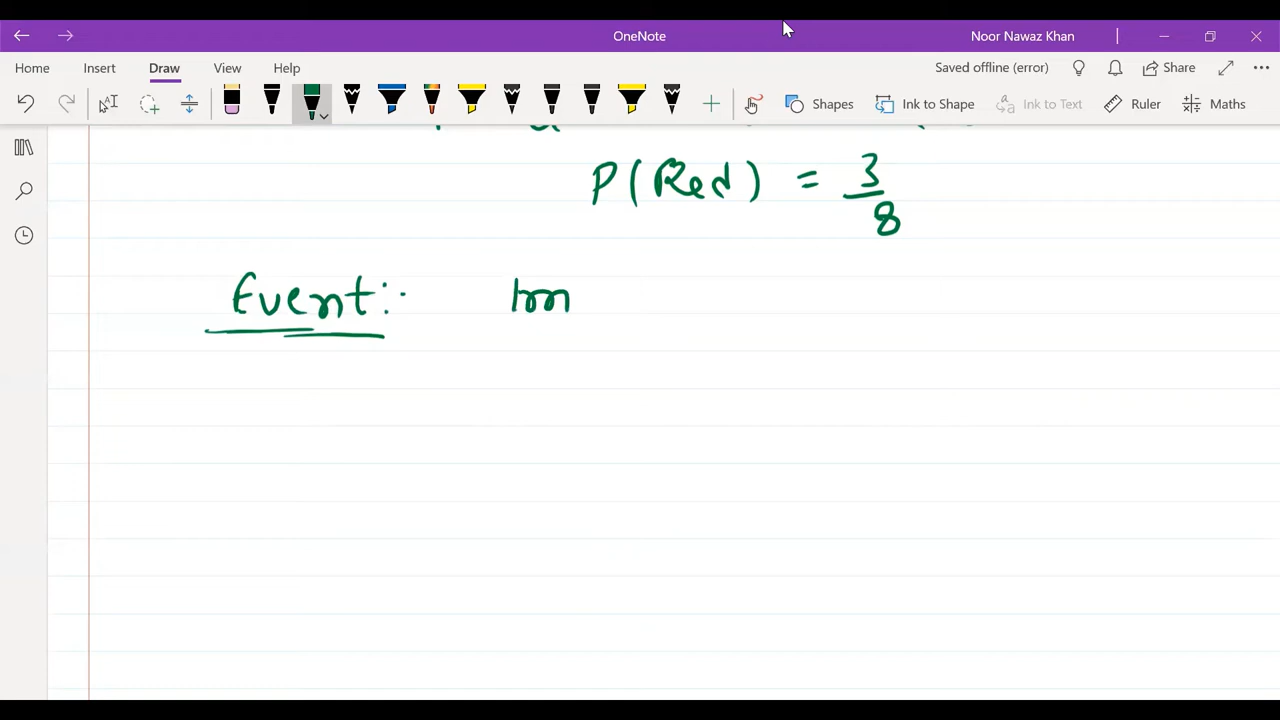 OneNote
Noor Nawaz Khan
Home Insert Draw View Help
Saved offline (error) Share
Shapes Ink to Shape Ink to Text Ruler Maths
P(Red) = 3/8
Event:-